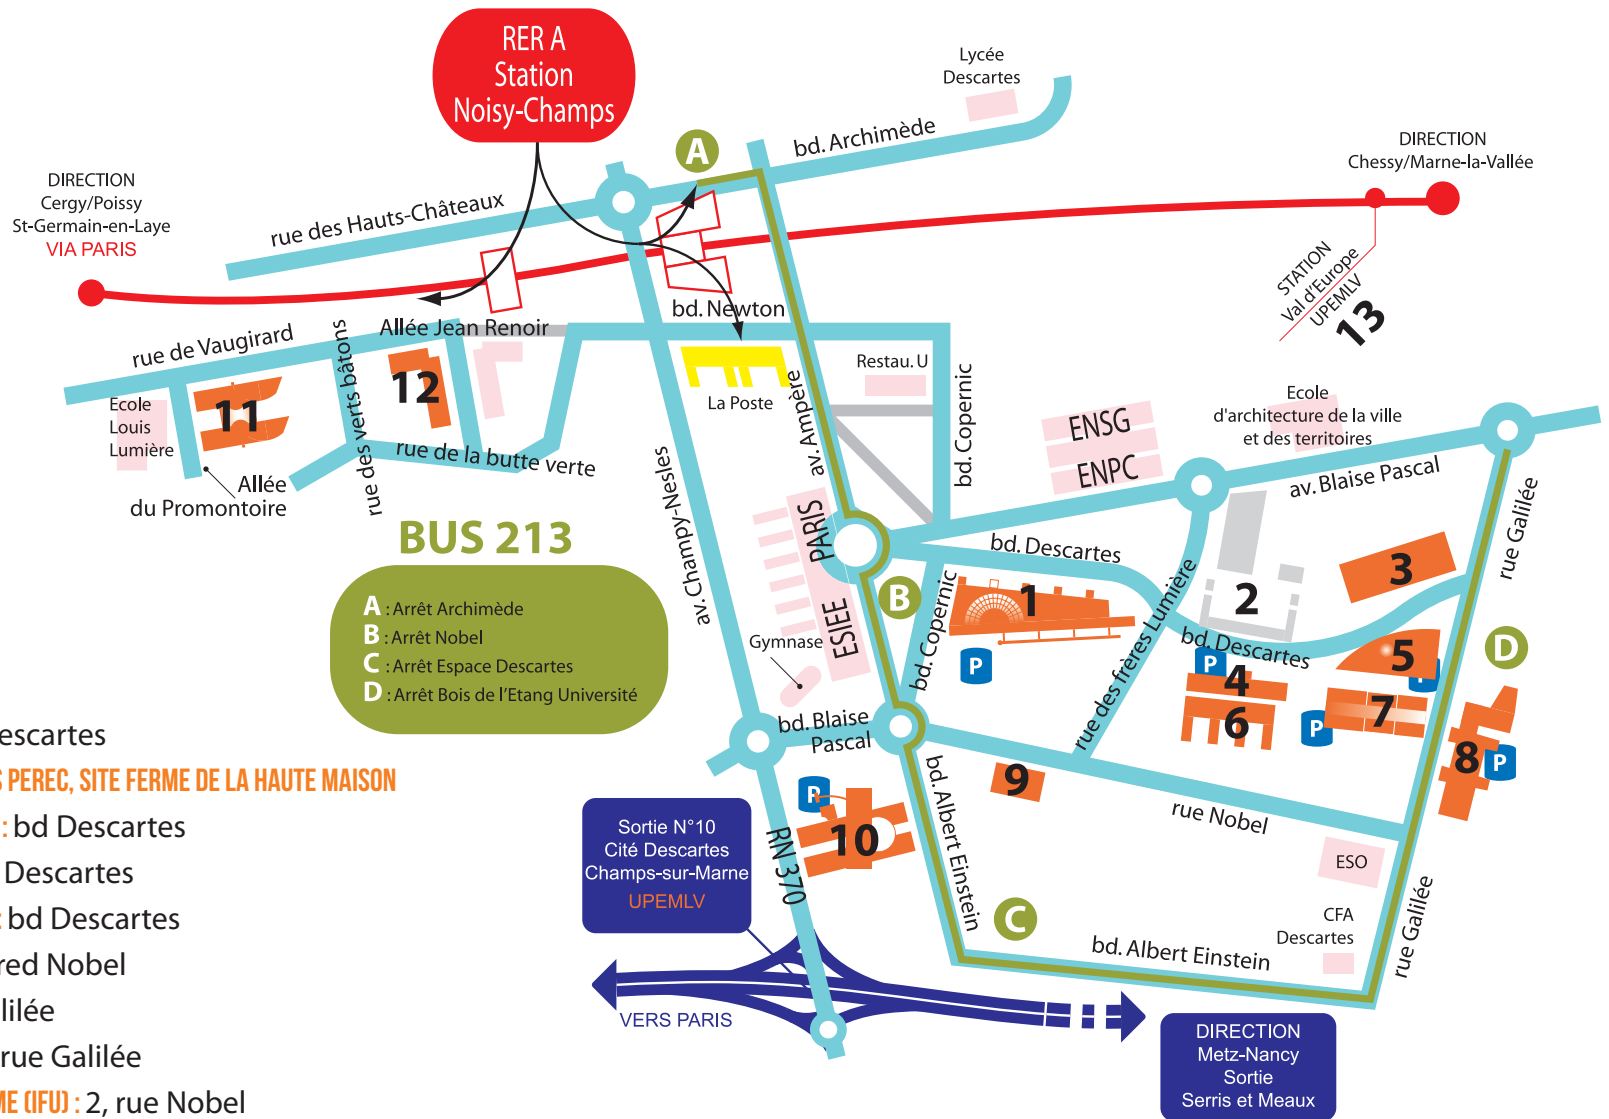 RER A
Station
Noisy-Champs
Lycée
Descartes
A
bd. Archimède
DIRECTION
Chessy/Marne-la-Vallée
DIRECTION
Cergy/Poissy
St-Germain-en-Laye
VIA PARIS
rue des Hauts-Châteaux
STATION
Val d'Europe
UPEMLV
13
bd. Newton
Allée Jean Renoir
rue de Vaugirard
rue des verts bâtons
12
11
Ecole
Louis
Lumière
La Poste
av. Ampère
Restau. U
bd. Copernic
ENSG
ENPC
Ecole
d'architecture de la ville
et des territoires
av. Blaise Pascal
rue de la butte verte
Allée
du Promontoire
av. Champy-Nesles
ESIEE PARIS
rue Galilée
BUS 213
A : Arrêt Archimède
B : Arrêt Nobel
C : Arrêt Espace Descartes
D : Arrêt Bois de l'Etang Université
bd. Descartes
B
bd. Copernic
1
P
rue des frères Lumière
2
3
bd. Descartes
P
4
6
5
P
7
P
D
8
P
Gymnase
bd. Blaise
Pascal
9
rue Nobel
P
10
RN 370
bd. Albert Einstein
C
bd. Albert Einstein
ESO
CFA
Descartes
rue Galilée
Sortie N°10
Cité Descartes
Champs-sur-Marne
UPEMLV
VERS PARIS
DIRECTION
Metz-Nancy
Sortie
Serris et Meaux
escartes
S PEREC, SITE FERME DE LA HAUTE MAISON
: bd Descartes
Descartes
: bd Descartes
red Nobel
lilée
rue Galilée
ME (IFU) : 2, rue Nobel